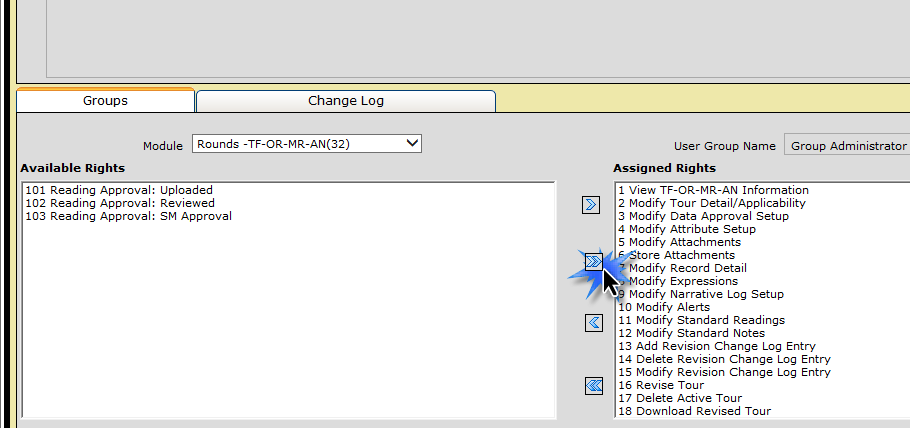 Groups
Change Log
Module
Rounds -TF-OR-MR-AN(32)
User Group Name
Group Administrator
Available Rights
Assigned Rights
101 Reading Approval: Uploaded
102 Reading Approval: Reviewed
103 Reading Approval: SM Approval
1 View TF-OR-MR-AN Information
2 Modify Tour Detail/Applicability
3 Modify Data Approval Setup
4 Modify Attribute Setup
5 Modify Attachments
6 Store Attachments
7 Modify Record Detail
Modify Expressions
9 Modify Narrative Log Setup
10 Modify Alerts
11 Modify Standard Readings
12 Modify Standard Notes
13 Add Revision Change Log Entry
14 Delete Revision Change Log Entry
15 Modify Revision Change Log Entry
16 Revise Tour
17 Delete Active Tour
18 Download Revised Tour